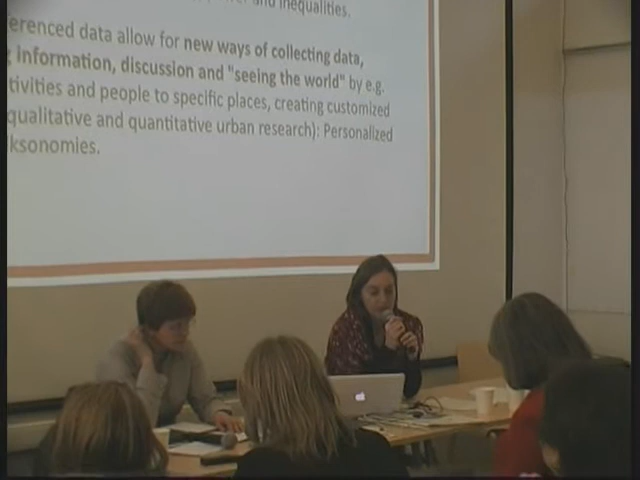 and inequalities.
erenced data allow for new ways of collecting data,
information, discussion and "seeing the world" by e.g.
tivities and people to specific places, creating customized
qualitative and quantitative urban research): Personalized
lksonomies.